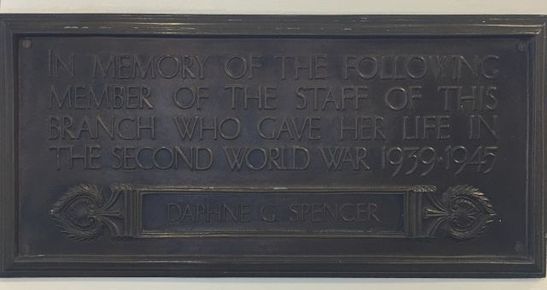 IN MEMORY OF THE FOLLOWING
MEMBER OF THE STAFF OF THIS
BRANCH WHO GAVE HER LIFE IN
THE SECOND WORLD WAR 1939·1945
DAPHNE G. SPENCER